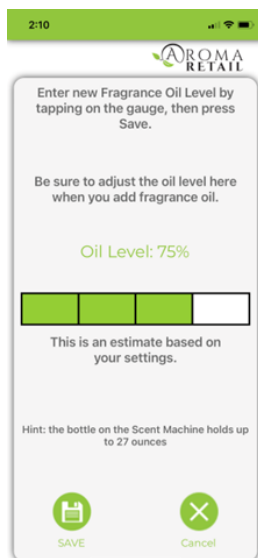 2:10
AROMA
RETAIL
Enter new Fragrance Oil Level by
tapping on the gauge, then press
Save.
Be sure to adjust the oil level here
when you add fragrance oil.
Oil Level: 75%
This is an estimate based on
your settings.
Hint: the bottle on the Scent Machine holds up
to 27 ounces
SAVE
Cancel